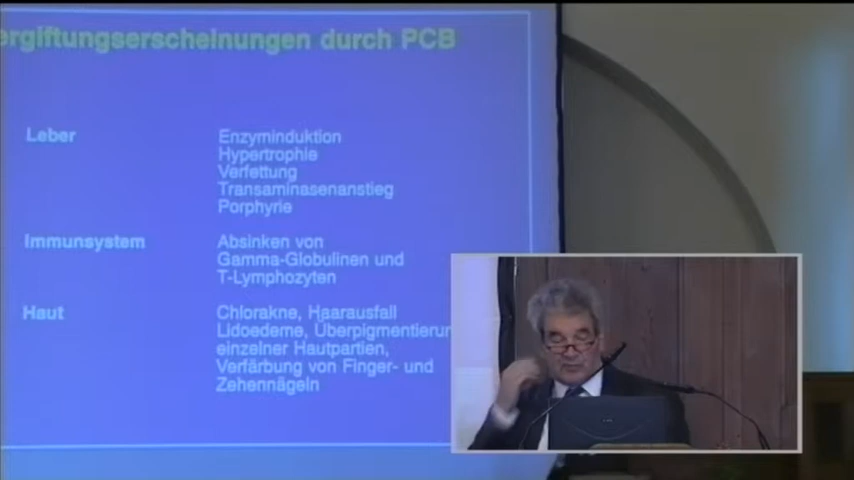 ergiftungserscheinungen durch PCB
Leber
Enzyminduktion
Hypertrophie
Verfettung
Transaminasenanstieg
Porphyrie
Immunsystem
Absinken von
Gamma-Globulinen und
T-Lymphozyten
Haut
Chlorakne, Haarausfall
Lidoedeme, Überpigmentierun
einzelner Hautpartien,
Verfärbung von Finger- und
Zehennägeln